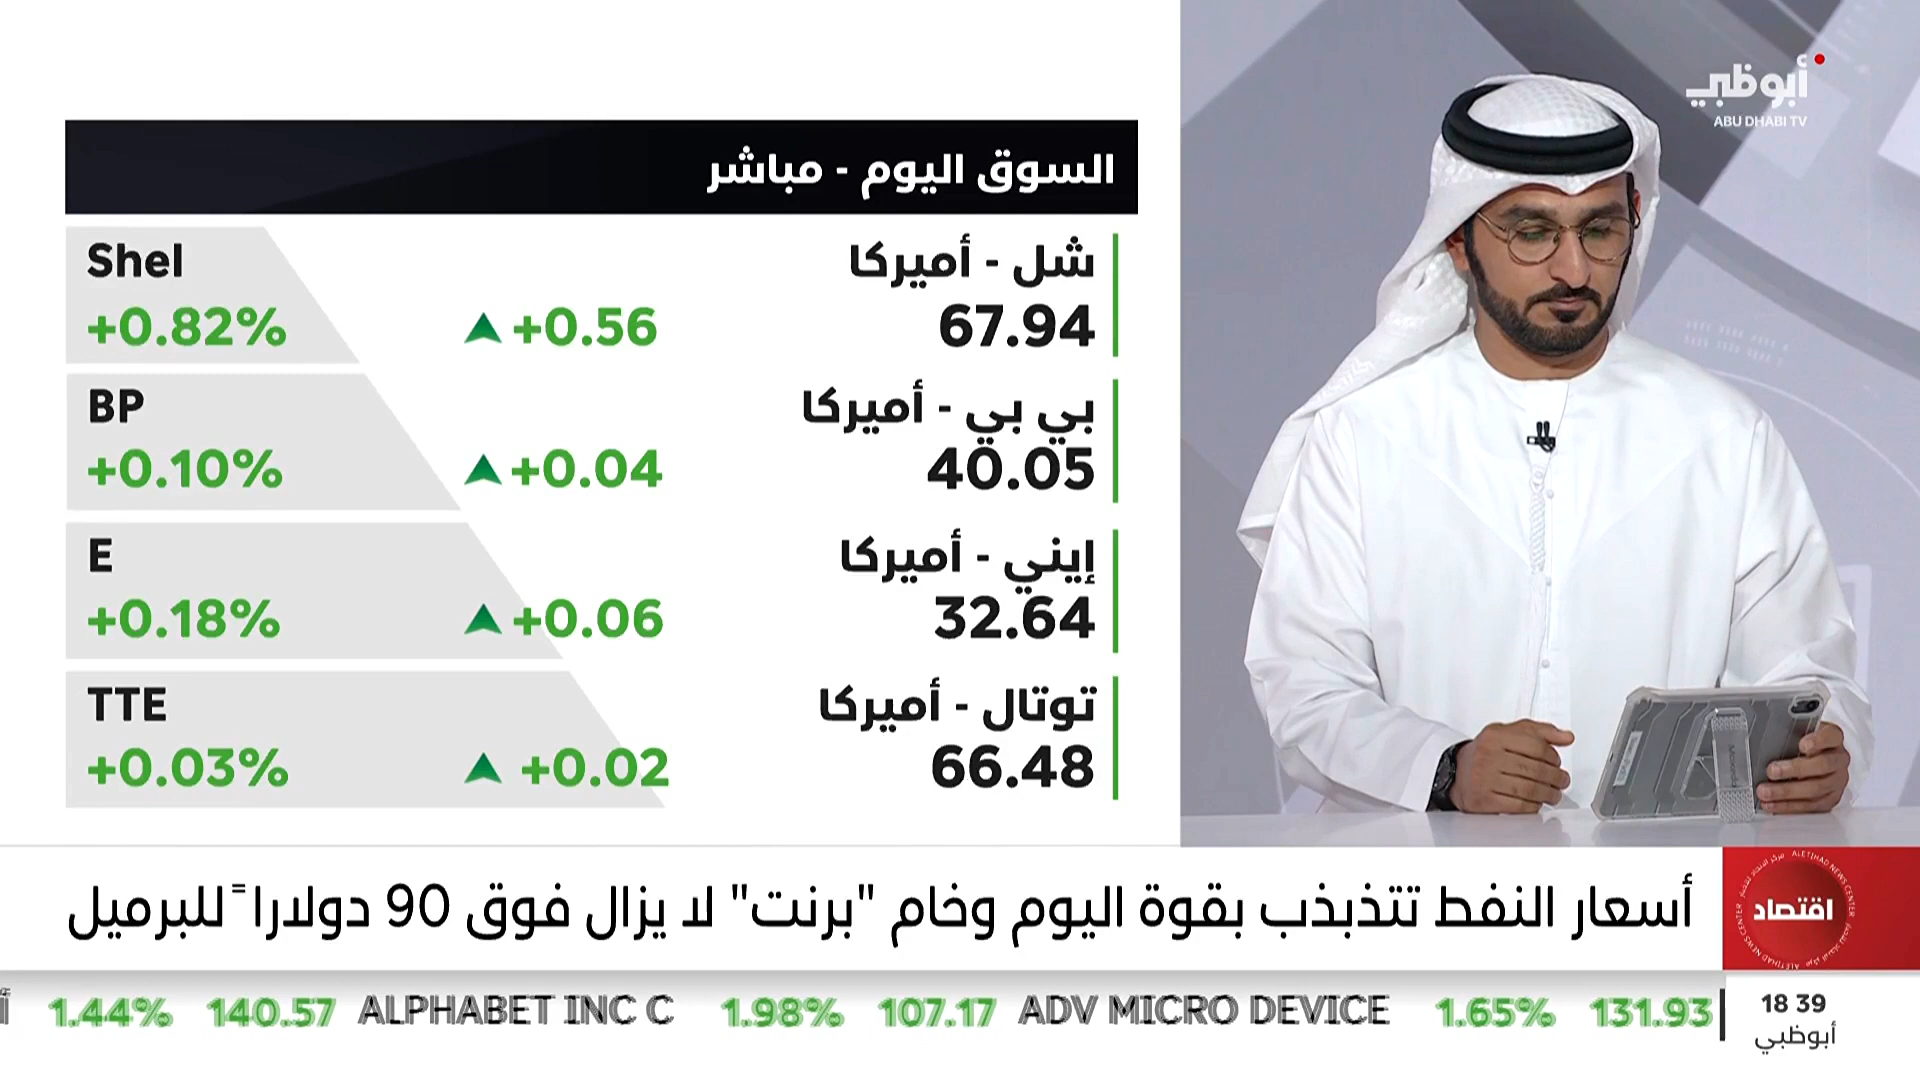 أبوظبي
ABU DHABI TV
السوق اليوم - مباشر
شل - أميركا
Shel
67.94
+0.56
+0.82%
بي بي - أميركا
BP
40.05
+0.04
+0.10%
إيني - أميركا
E
32.64
+0.06
+0.18%
توتال - أميركا
TTE
66.48
+0.02
+0.03%
اقتصاد
ALETIHAD NEWS CENTER
أسعار النفط تتذبذب بقوة اليوم وخام "برنت" لا يزال فوق 90 دولاراً للبرميل
1.44% 140.57 ALPHABET INC C 1.98% 107.17 ADV MICRO DEVICE 1.65% 131.93
18 39
أبوظبي